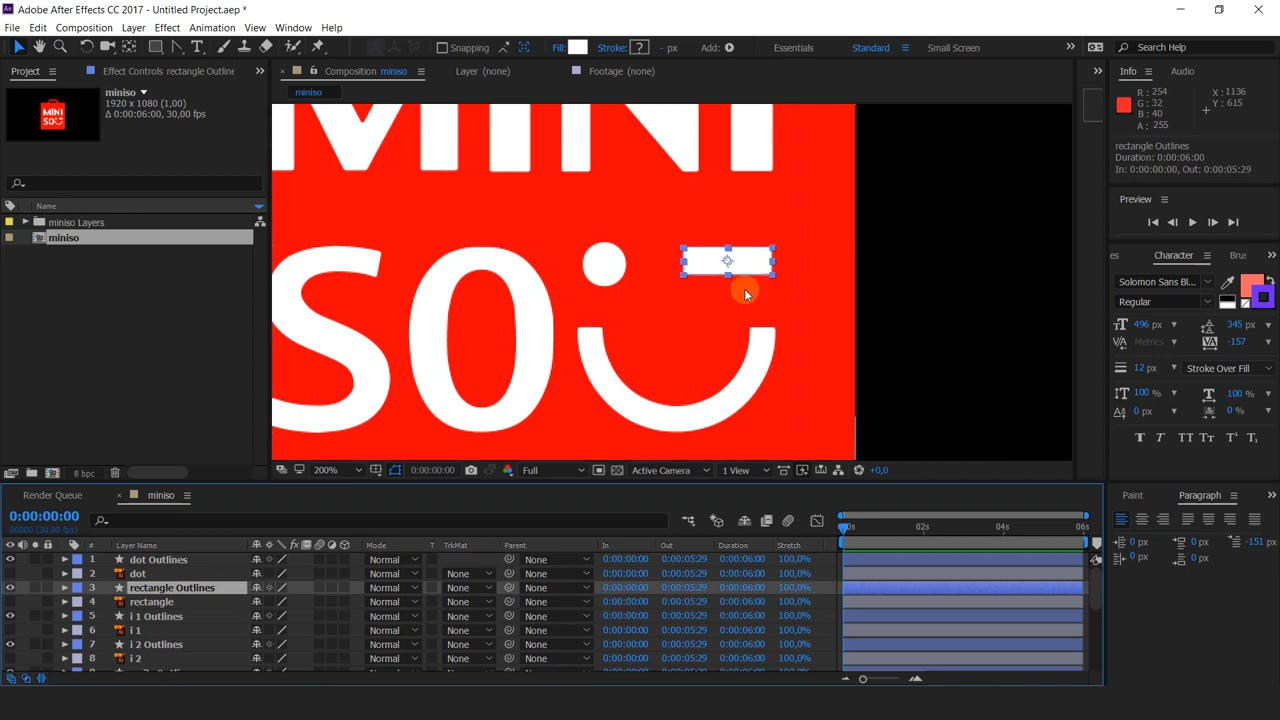 Adobe After Effects CC 2017 - Untitled Project.aep *
File Edit Composition Layer Effect Animation View Window Help
Snapping Fill: Stroke: ? - px Add: Essentials Standard Small Screen Search Help
Project Effect Controls rectangle Outline Composition miniso Layer (none) Footage (none) Info Audio
miniso
1920 x 1080 (1,00)
Δ 0:00:06:00, 30,00 fps
miniso
R : 254
G : 32
B : 40
A : 255
X : 1136
Y : 615
rectangle Outlines
Duration: 0:00:06:00
In: 0:00:00:00, Out: 0:00:05:29
MINI
SO
Preview
Name
miniso Layers
miniso
Character Brus
Solomon Sans Bl...
Regular
496 px 345 px
Metrics -157
12 px Stroke Over Fill
100 % 100 %
0 px 0 %
T T TT Tr T¹ T₁
8 bpc
200% 0:00:00:00 Full Active Camera 1 View +0,0
Render Queue miniso
Paint Paragraph
0:00:00:00
00000 (30.00 fps)
0s 02s 04s 06s
0 px 0 px -151 px
0 px 0 px
# Layer Name Mode T TrkMat Parent In Out Duration Stretch
1 dot Outlines Normal None 0:00:00:00 0:00:05:29 0:00:06:00 100,0%
2 dot Normal None None 0:00:00:00 0:00:05:29 0:00:06:00 100,0%
3 rectangle Outlines Normal None None 0:00:00:00 0:00:05:29 0:00:06:00 100,0%
4 rectangle Normal None None 0:00:00:00 0:00:05:29 0:00:06:00 100,0%
5 i 1 Outlines Normal None None 0:00:00:00 0:00:05:29 0:00:06:00 100,0%
6 i 1 Normal None None 0:00:00:00 0:00:05:29 0:00:06:00 100,0%
7 i 2 Outlines Normal None None 0:00:00:00 0:00:05:29 0:00:06:00 100,0%
8 i 2 Normal None None 0:00:00:00 0:00:05:29 0:00:06:00 100,0%